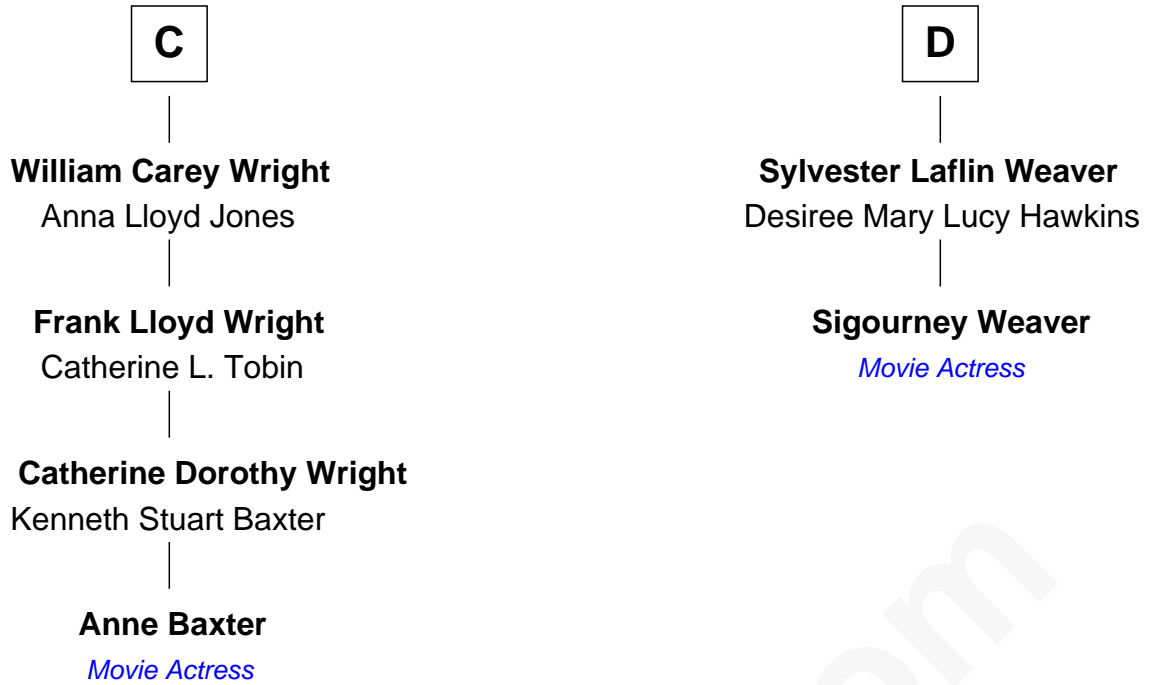 C
William Carey Wright
Anna Lloyd Jones
Frank Lloyd Wright
Catherine L. Tobin
Catherine Dorothy Wright
Kenneth Stuart Baxter
Anne Baxter
Movie Actress
D
Sylvester Laflin Weaver
Desiree Mary Lucy Hawkins
Sigourney Weaver
Movie Actress
om